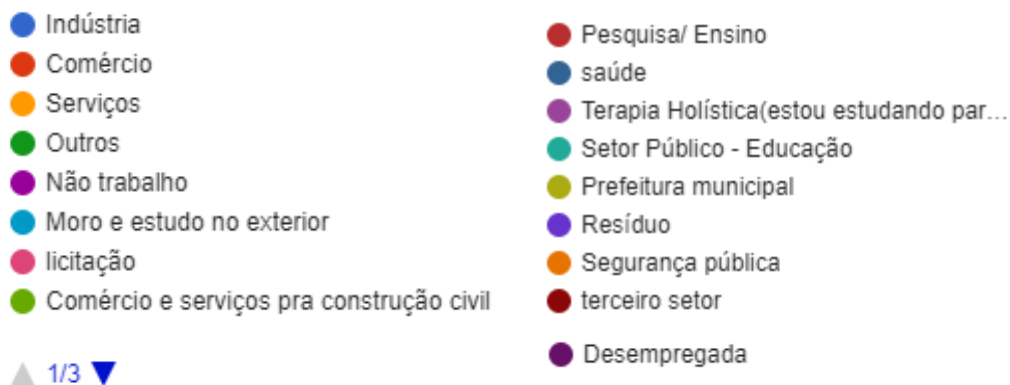 Indústria
Comércio
Serviços
Outros
Não trabalho
Moro e estudo no exterior
licitação
Comércio e serviços pra construção civil
1/3
Pesquisa/ Ensino
saúde
Terapia Holística(estou estudando par...
Setor Público - Educação
Prefeitura municipal
Resíduo
Segurança pública
terceiro setor
Desempregada